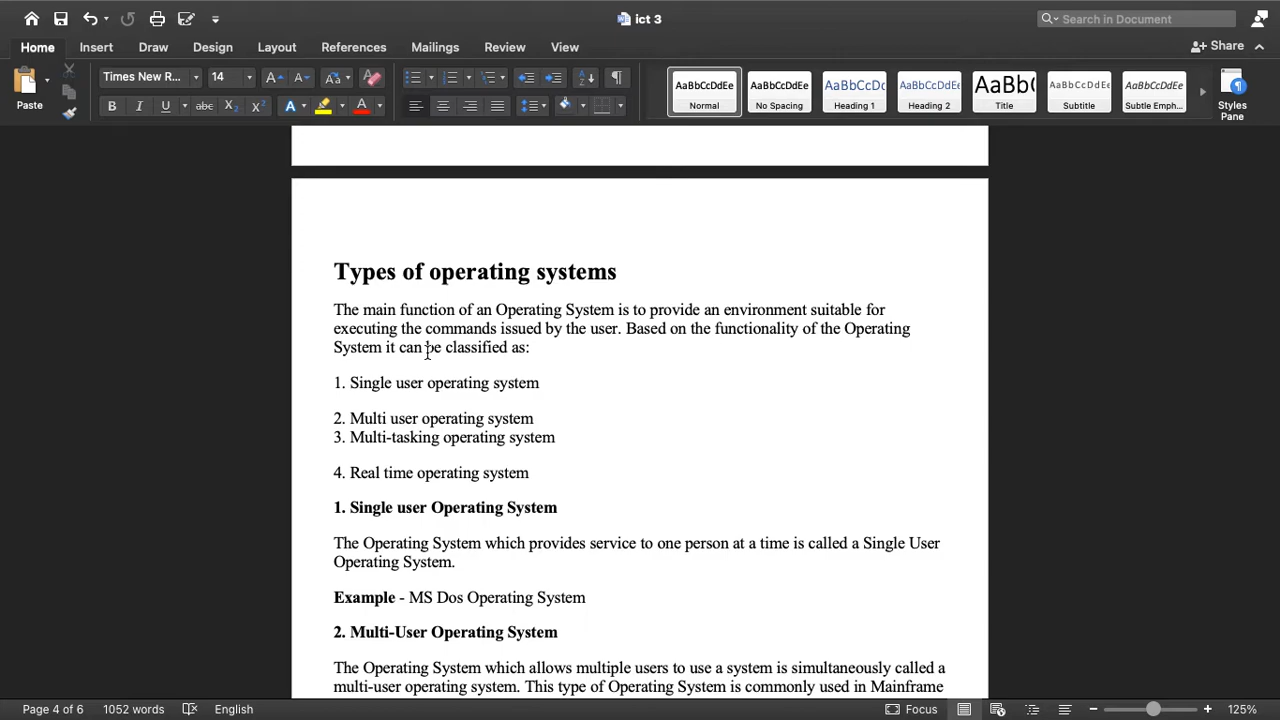 ict 3
Search in Document
Home Insert Draw Design Layout References Mailings Review View
Share
Paste
Times New R... 14
AaBbCcDdEe AaBbCcDdEe AaBbCcDc AaBbCcDdEe AaBb( AaBbCcDdEe AaBbCcDdEe
Normal No Spacing Heading 1 Heading 2 Title Subtitle Subtle Emph...
Styles
Pane
Types of operating systems
The main function of an Operating System is to provide an environment suitable for
executing the commands issued by the user. Based on the functionality of the Operating
System it can be classified as:
1. Single user operating system
2. Multi user operating system
3. Multi-tasking operating system
4. Real time operating system
1. Single user Operating System
The Operating System which provides service to one person at a time is called a Single User
Operating System.
Example - MS Dos Operating System
2. Multi-User Operating System
The Operating System which allows multiple users to use a system is simultaneously called a
multi-user operating system. This type of Operating System is commonly used in Mainframe
Page 4 of 6 1052 words English Focus 125%